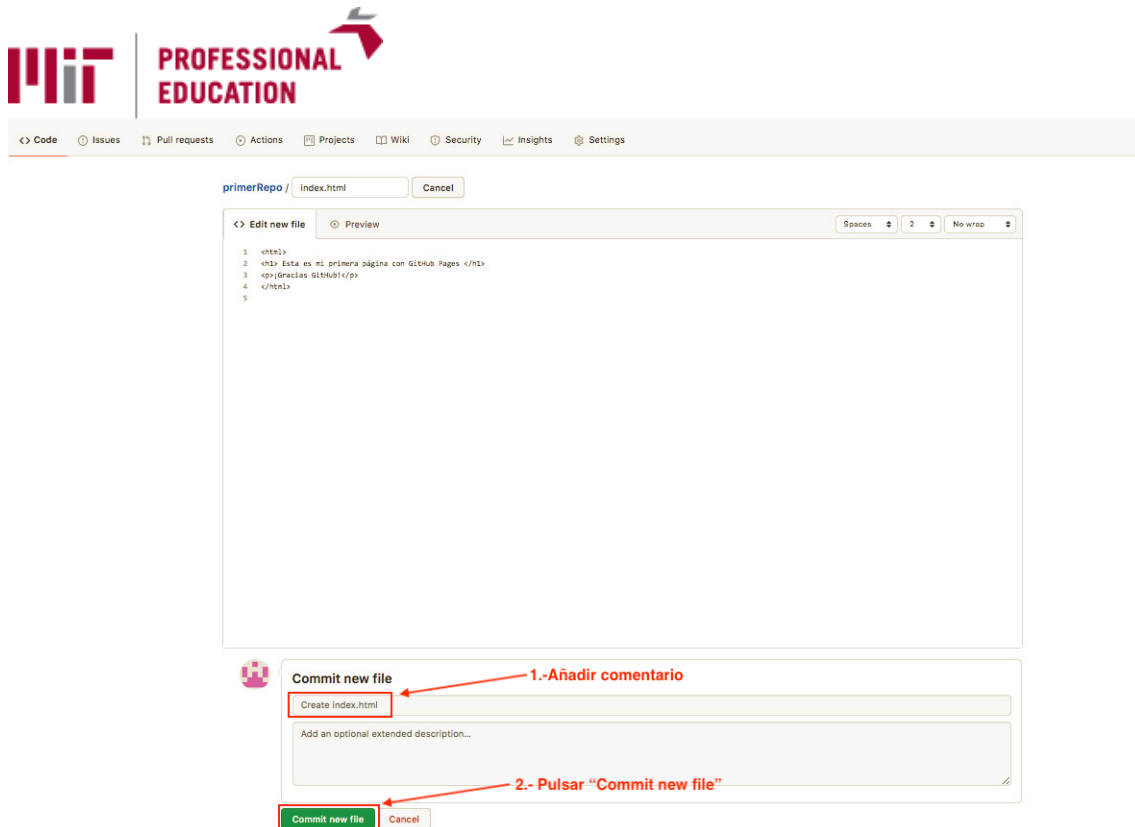 MIT
PROFESSIONAL
EDUCATION
<> Code Issues Pull requests Actions Projects Wiki Security Insights Settings
primerRepo / index.html Cancel
<> Edit new file Preview Spaces 2 No wrap
1 <html>
2 <h1> Esta es mi primera página con GitHub Pages </h1>
3 <p>¡Gracias GitHub!</p>
4 </html>
5
1.-Añadir comentario
Commit new file
Create index.html
Add an optional extended description...
2.- Pulsar “Commit new file”
Commit new file Cancel